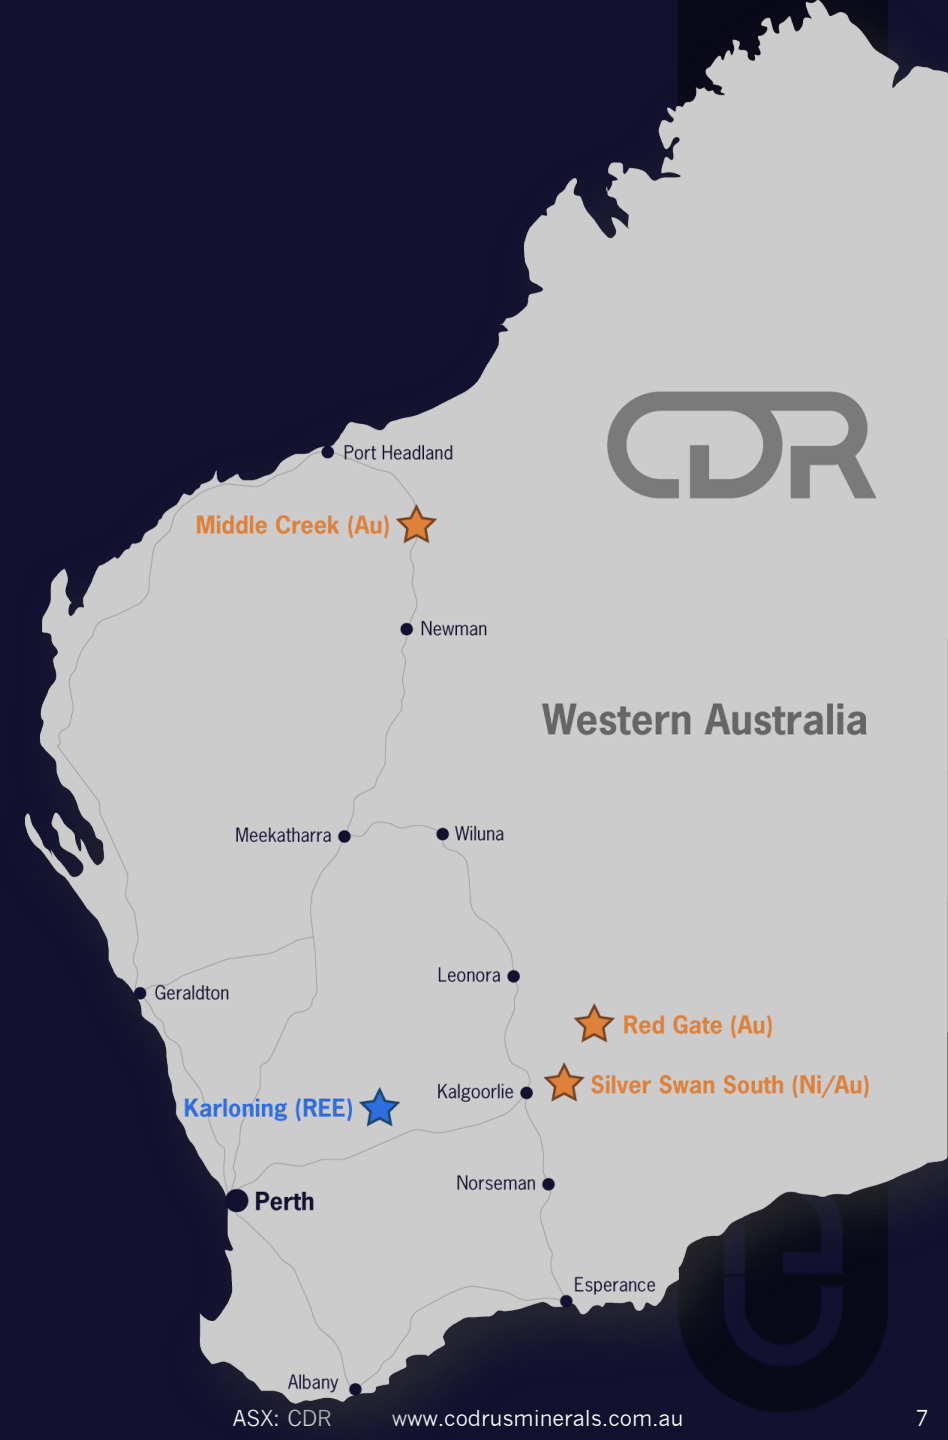 CDR
Port Headland
Middle Creek (Au)
Newman
Western Australia
Meekatharra
Wiluna
Leonora
Geraldton
Red Gate (Au)
Silver Swan South (Ni/Au)
Kalgoorlie
Karloning (REE)
Norseman
Perth
Esperance
Albany
ASX: CDR www.codrusminerals.com.au 7